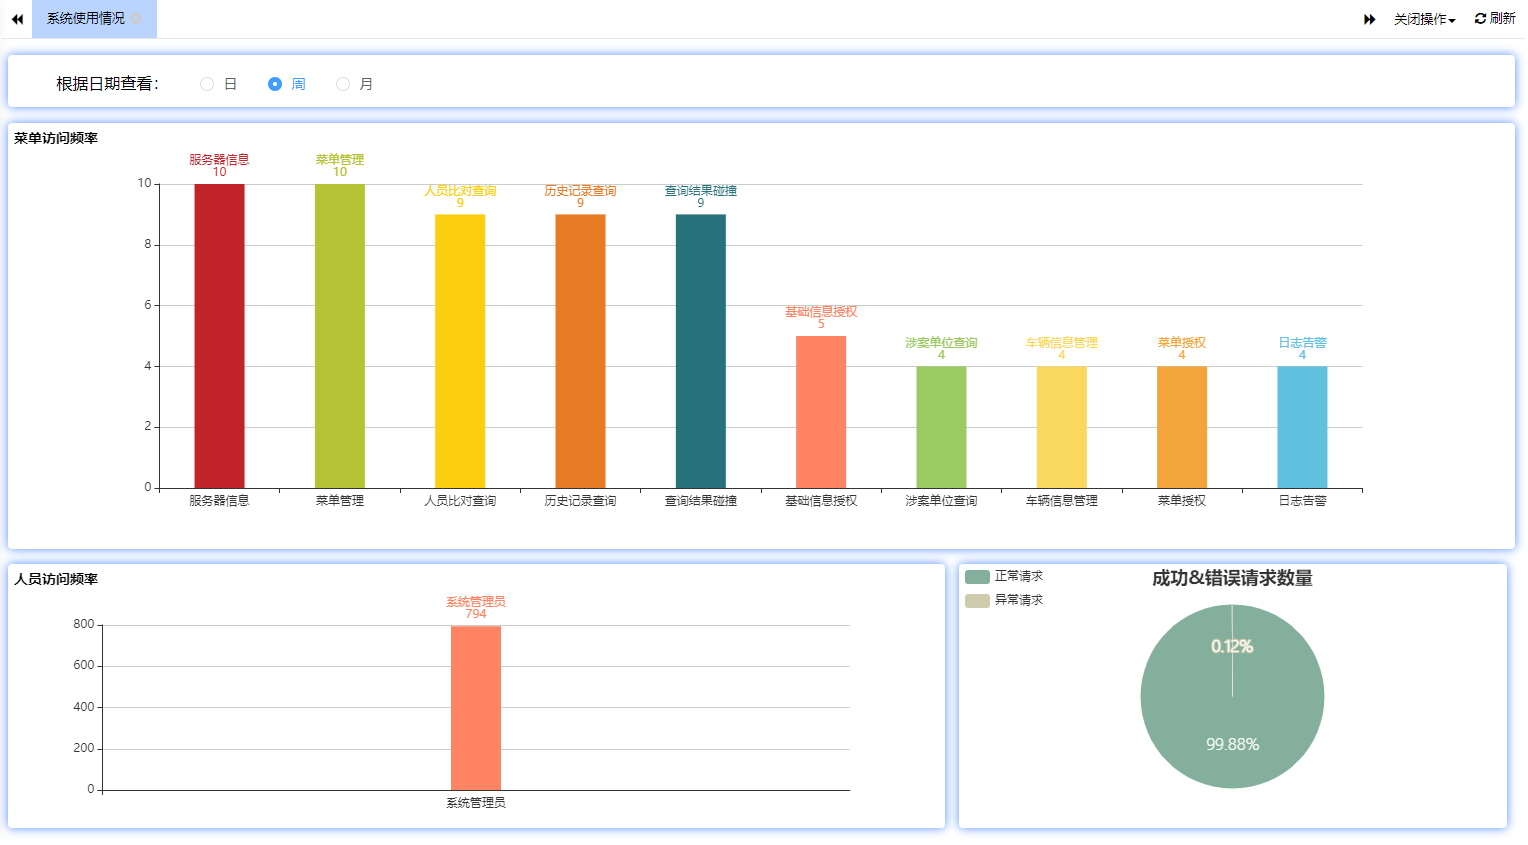 系统使用情况
关闭操作 刷新
根据日期查看： 日 周 月
菜单访问频率
服务器信息 菜单管理
10 10
人员比对查询 历史记录查询 查询结果碰撞
9 9 9
基础信息授权
5
涉案单位查询 车辆信息管理 菜单授权 日志告警
4 4 4 4
10
8
6
4
2
0
服务器信息 菜单管理 人员比对查询 历史记录查询 查询结果碰撞 基础信息授权 涉案单位查询 车辆信息管理 菜单授权 日志告警
人员访问频率
系统管理员
794
800
600
400
200
0
系统管理员
成功&错误请求数量
正常请求
异常请求
0.12%
99.88%